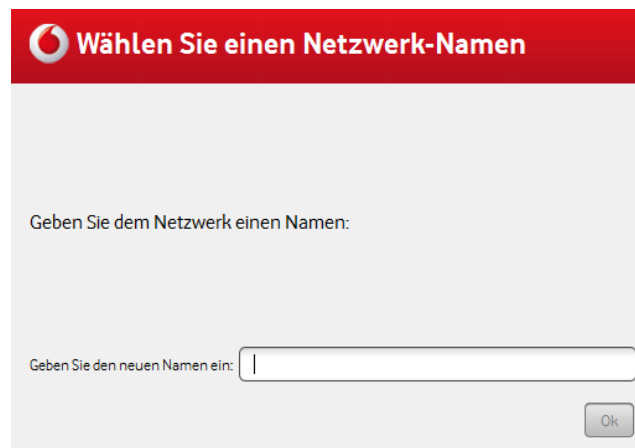 Wählen Sie einen Netzwerk-Namen
Geben Sie dem Netzwerk einen Namen:
Geben Sie den neuen Namen ein:
Ok